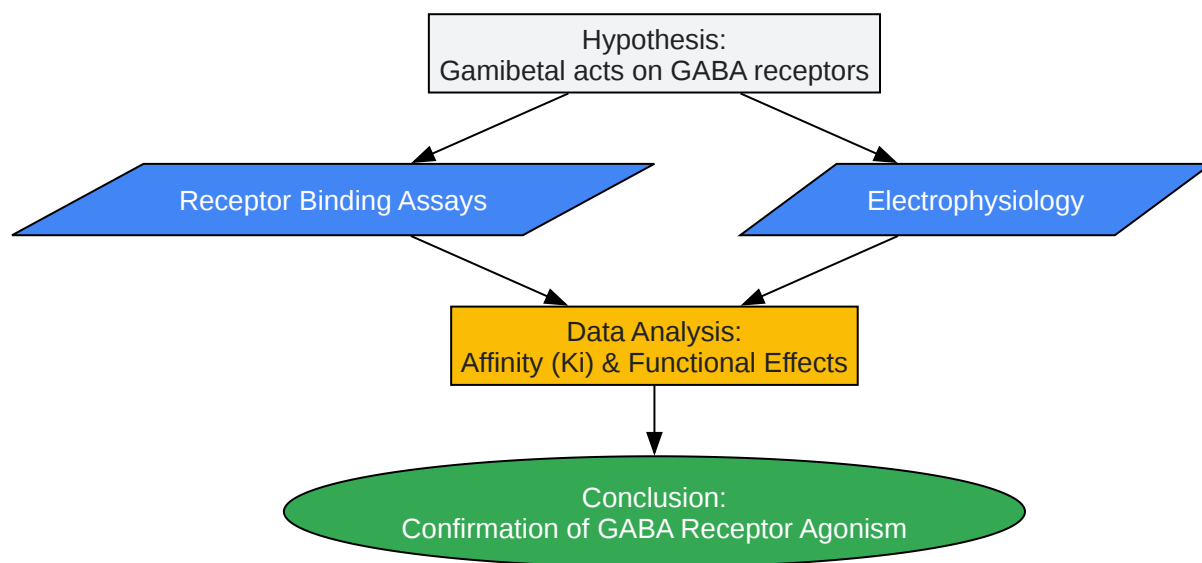 Hypothesis:
Gamibetal acts on GABA receptors
Receptor Binding Assays
Electrophysiology
Data Analysis:
Affinity (Ki) & Functional Effects
Conclusion:
Confirmation of GABA Receptor Agonism